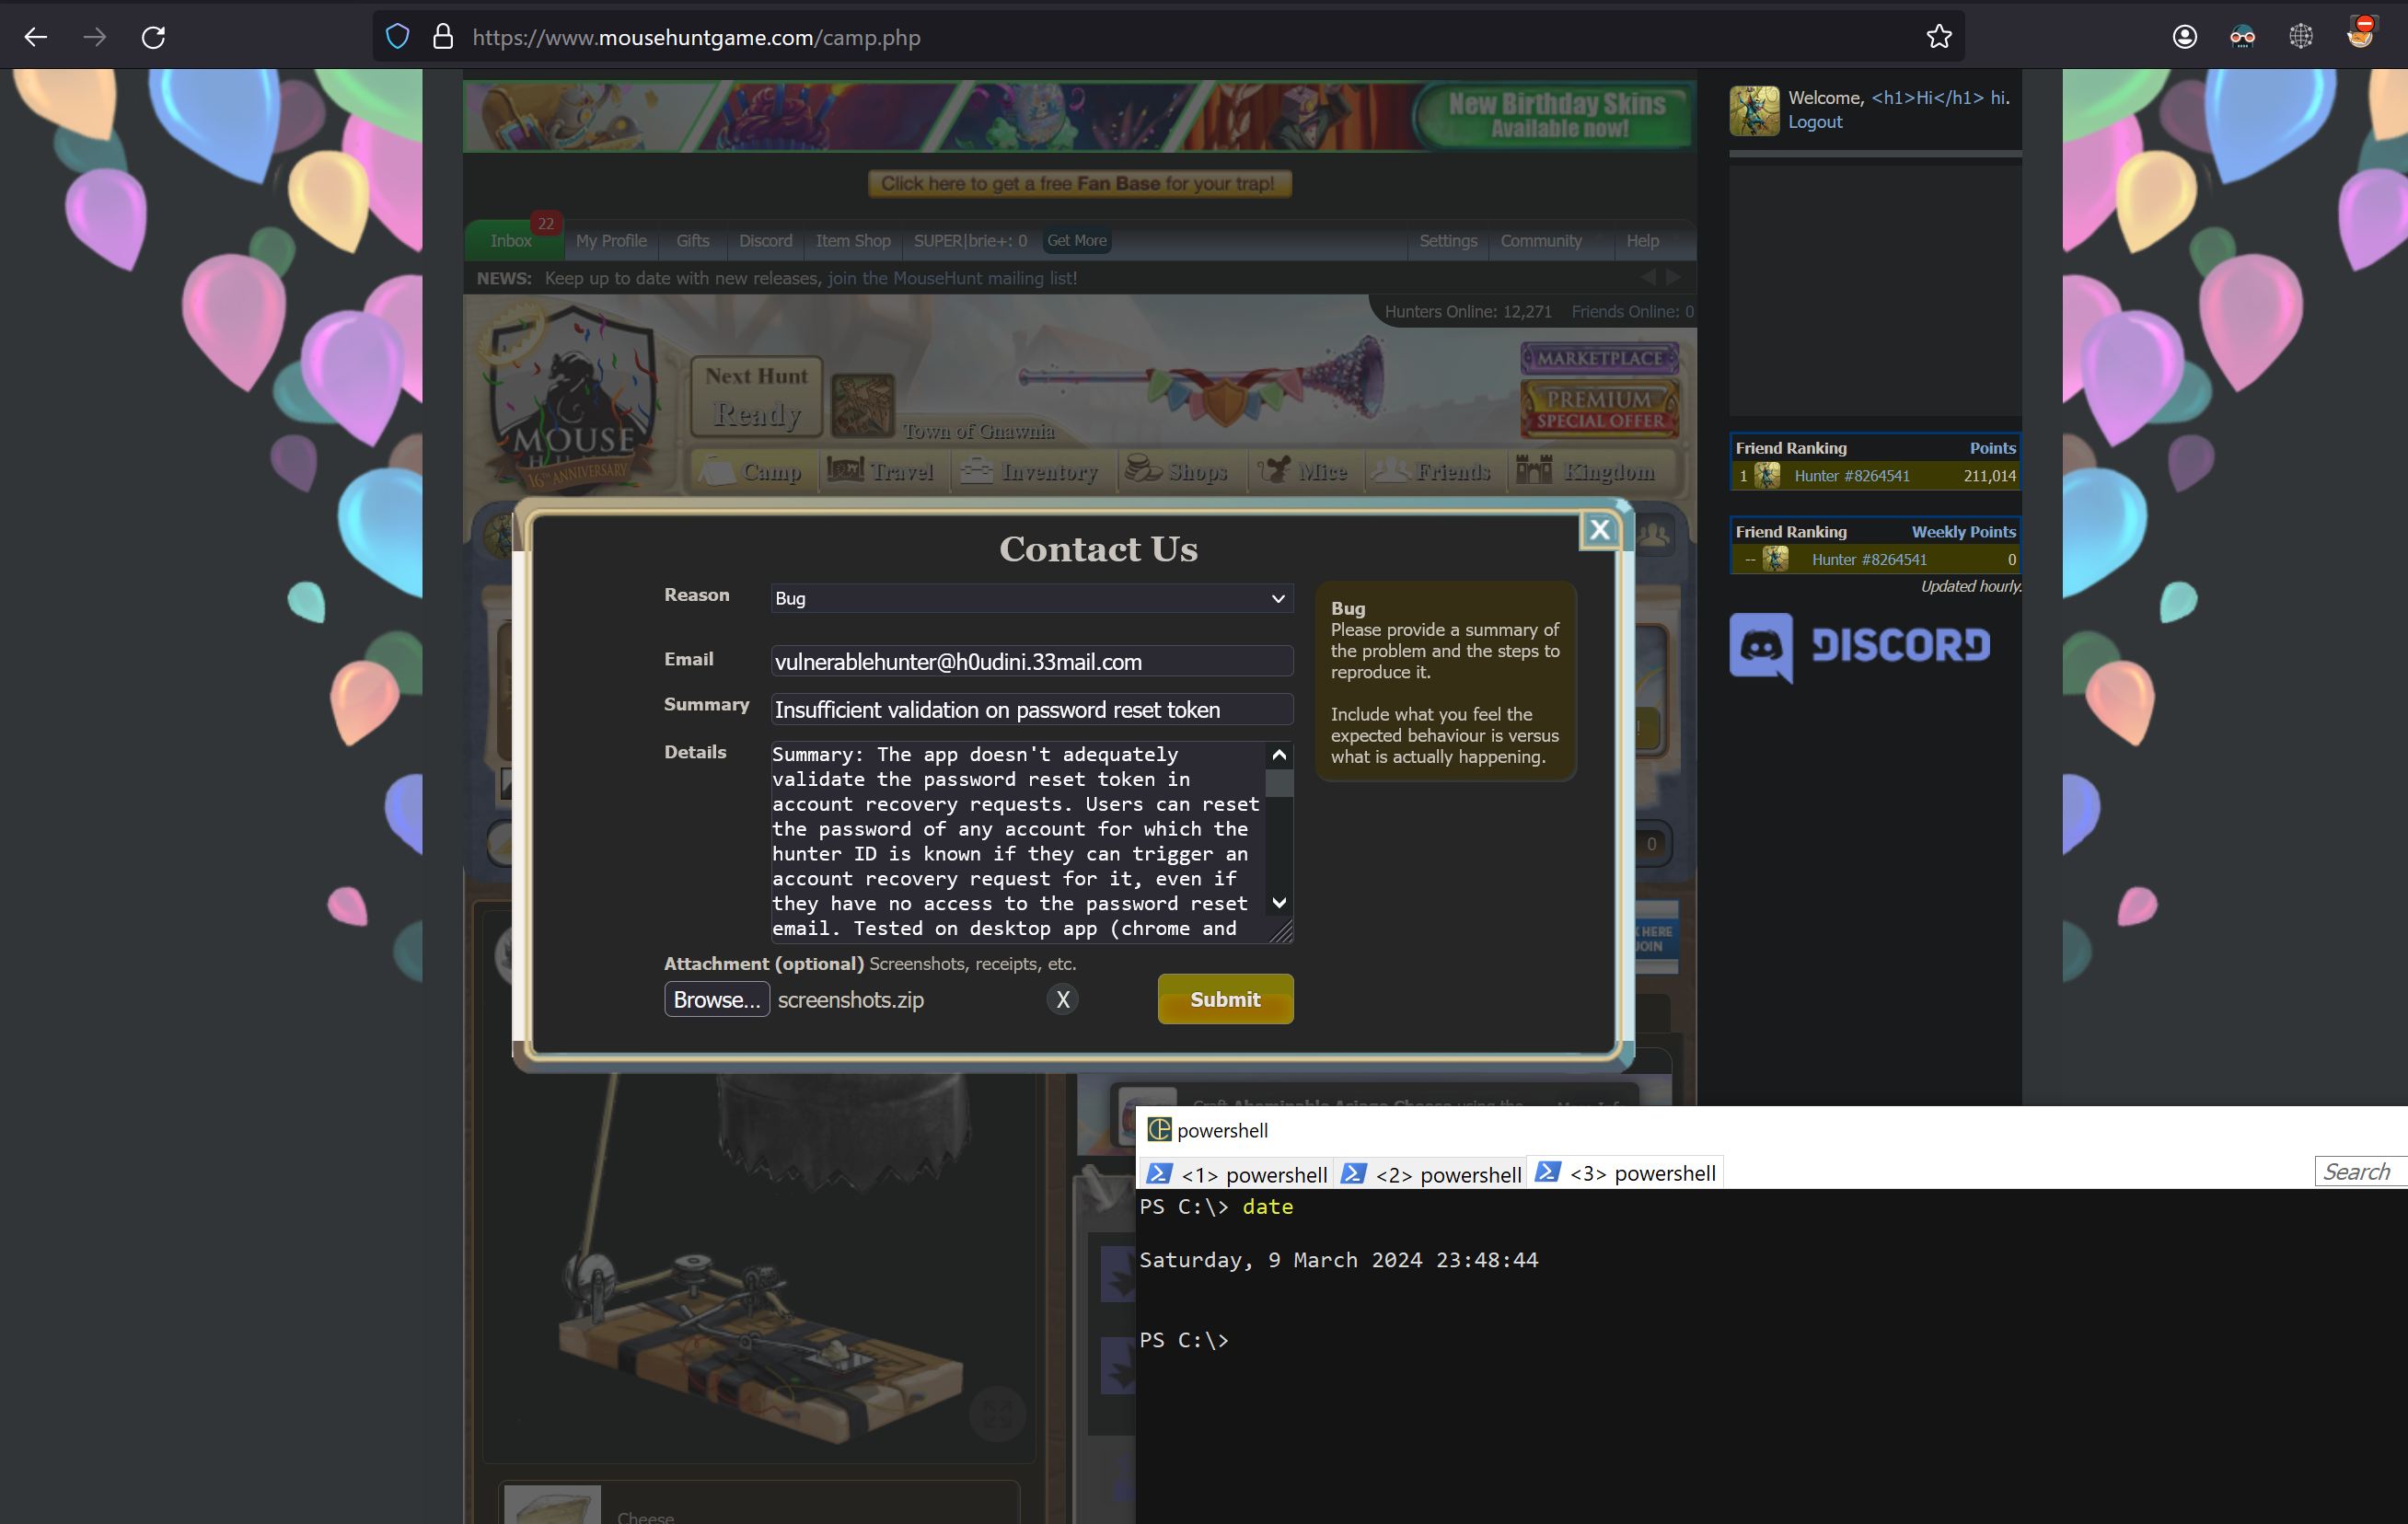 https://www.mousehuntgame.com/camp.php
New Birthday Skins
Available now!
Welcome, <h1>Hi</h1> hi.
Logout
Click here to get a free Fan Base for your trap!
22
Inbox My Profile Gifts Discord Item Shop SUPER|brie+: 0 Get More Settings Community Help
NEWS: Keep up to date with new releases, join the MouseHunt mailing list!
Hunters Online: 12,271 Friends Online: 0
MARKETPLACE
Next Hunt
Ready
PREMIUM
SPECIAL OFFER
Town of Gnawnia
MOUSE
HUNT
16TH ANNIVERSARY
Camp Travel Inventory Shops Mice Friends Kingdom
Friend Ranking Points
1 Hunter #8264541 211,014
Friend Ranking Weekly Points
-- Hunter #8264541 0
Updated hourly.
DISCORD
Contact Us
X
Reason Bug
Email vulnerablehunter@h0udini.33mail.com
Summary Insufficient validation on password reset token
Details Summary: The app doesn't adequately
validate the password reset token in
account recovery requests. Users can reset
the password of any account for which the
hunter ID is known if they can trigger an
account recovery request for it, even if
they have no access to the password reset
email. Tested on desktop app (chrome and
Bug
Please provide a summary of
the problem and the steps to
reproduce it.
Include what you feel the
expected behaviour is versus
what is actually happening.
0
HERE
JOIN
Attachment (optional) Screenshots, receipts, etc.
Browse... screenshots.zip X
Submit
powershell
<1> powershell <2> powershell <3> powershell
Search
PS C:\> date
Saturday, 9 March 2024 23:48:44
PS C:\>
Cheese